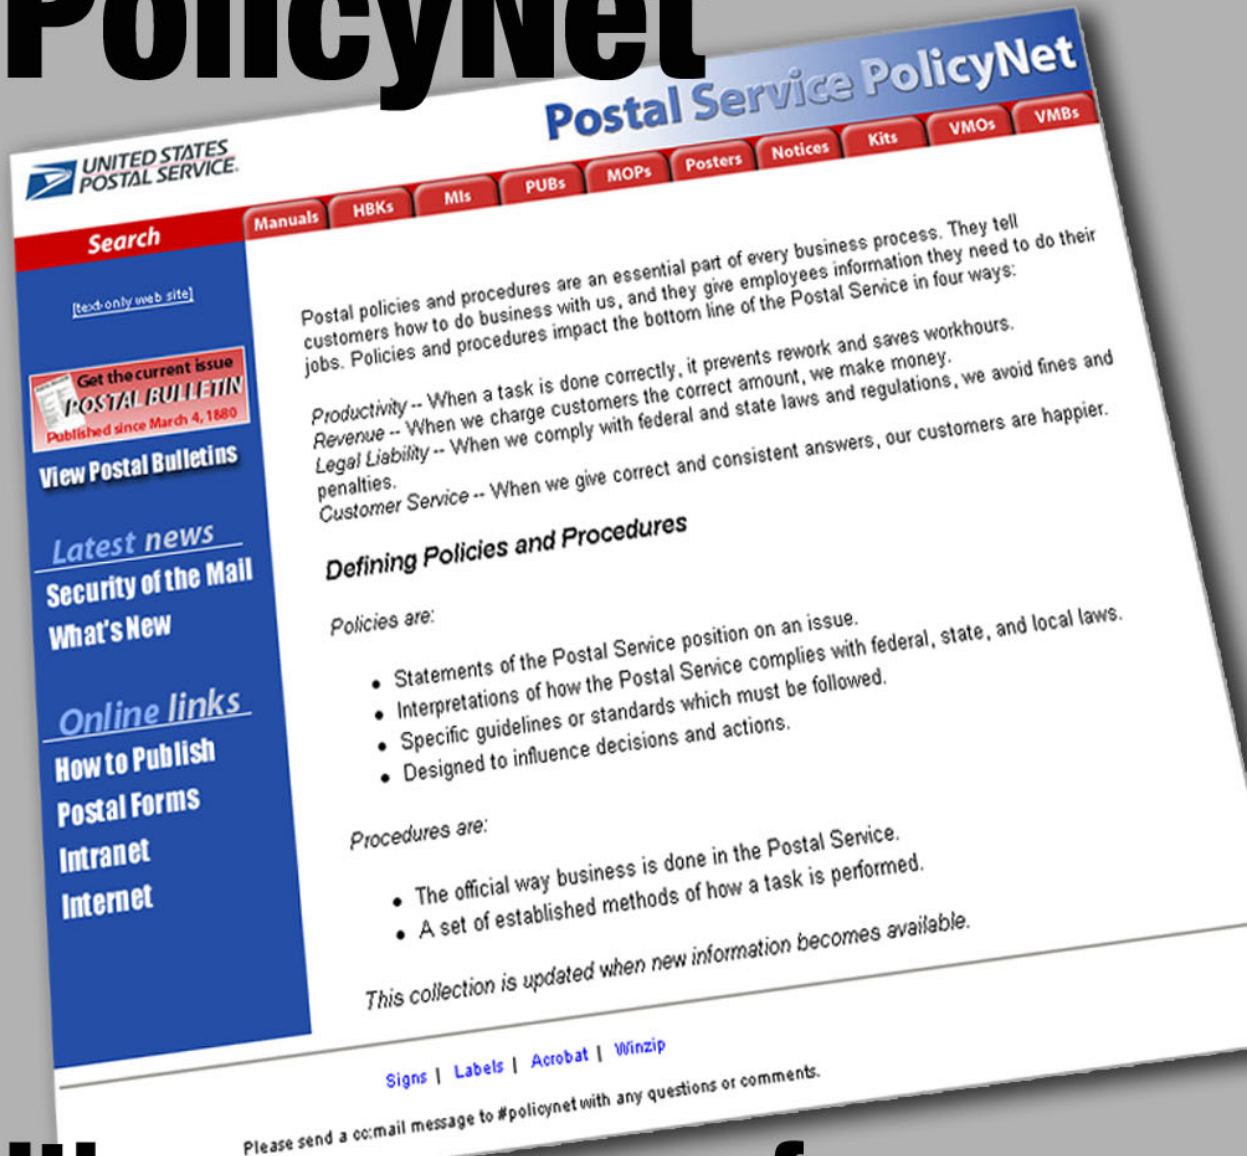 PolicyNet
Postal Service PolicyNet
UNITED STATES
POSTAL SERVICE.
Search
Manuals HBKs MIs PUBs MOPs Posters Notices Kits VMOs VMBs
[text-only web site]
Get the current issue
POSTAL BULLETIN
Published since March 4, 1880
View Postal Bulletins
Latest news
Security of the Mail
What's New
Online links
How to Publish
Postal Forms
Intranet
Internet
Postal policies and procedures are an essential part of every business process. They tell
customers how to do business with us, and they give employees information they need to do their
jobs. Policies and procedures impact the bottom line of the Postal Service in four ways:
Productivity -- When a task is done correctly, it prevents rework and saves workhours.
Revenue -- When we charge customers the correct amount, we make money.
Legal Liability -- When we comply with federal and state laws and regulations, we avoid fines and
penalties.
Customer Service -- When we give correct and consistent answers, our customers are happier.
Defining Policies and Procedures
Policies are:
• Statements of the Postal Service position on an issue.
• Interpretations of how the Postal Service complies with federal, state, and local laws.
• Specific guidelines or standards which must be followed.
• Designed to influence decisions and actions.
Procedures are:
• The official way business is done in the Postal Service.
• A set of established methods of how a task is performed.
This collection is updated when new information becomes available.
Signs | Labels | Acrobat | Winzip
Please send a cc:mail message to #policynet with any questions or comments.